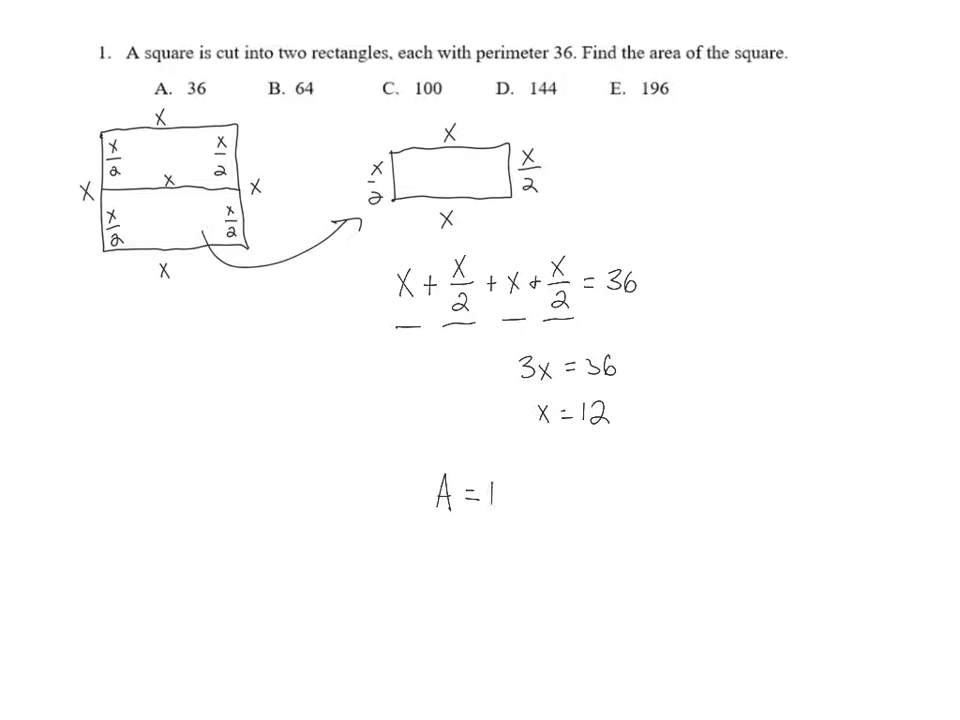 1. A square is cut into two rectangles, each with perimeter 36. Find the area of the square.
A. 36 B. 64 C. 100 D. 144 E. 196
x
x/2 x/2
x x x
x/2 x/2
x
x
x/2 x/2
x
x + x/2 + x + x/2 = 36
3x = 36
x = 12
A = 1